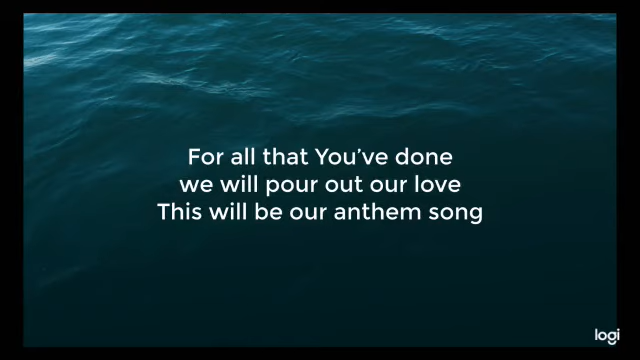 For all that You've done
we will pour out our love
This will be our anthem song
logi